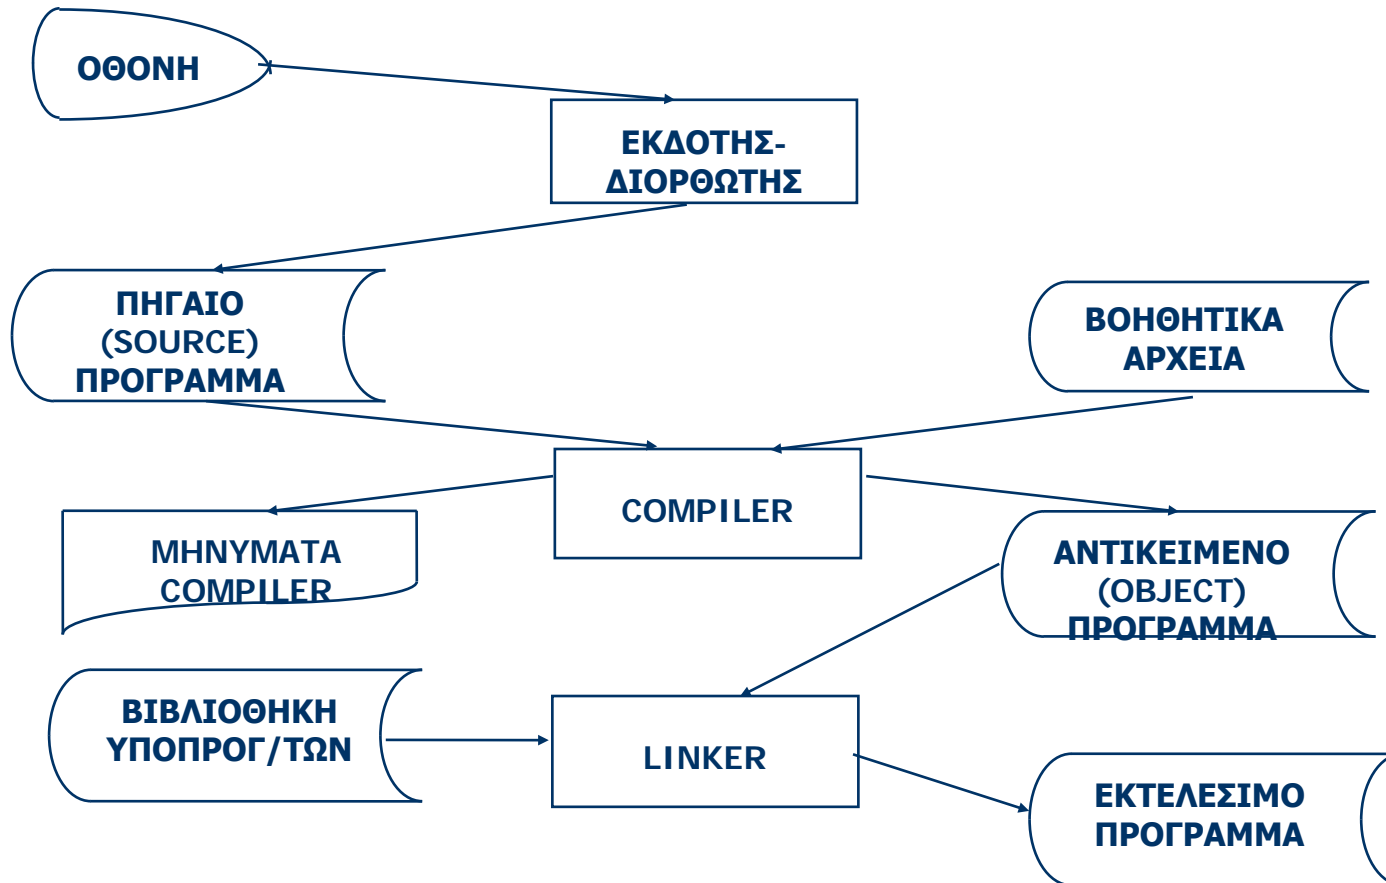 ΟΘΟΝΗ
ΕΚΔΟΤΗΣ-
ΔΙΟΡΘΩΤΗΣ
ΠΗΓΑΙΟ
(SOURCE)
ΠΡΟΓΡΑΜΜΑ
ΒΟΗΘΗΤΙΚΑ
ΑΡΧΕΙΑ
COMPILER
ΜΗΝΥΜΑΤΑ
COMPILER
ΑΝΤΙΚΕΙΜΕΝΟ
(OBJECT)
ΠΡΟΓΡΑΜΜΑ
ΒΙΒΛΙΟΘΗΚΗ
ΥΠΟΠΡΟΓ/ΤΩΝ
LINKER
ΕΚΤΕΛΕΣΙΜΟ
ΠΡΟΓΡΑΜΜΑ